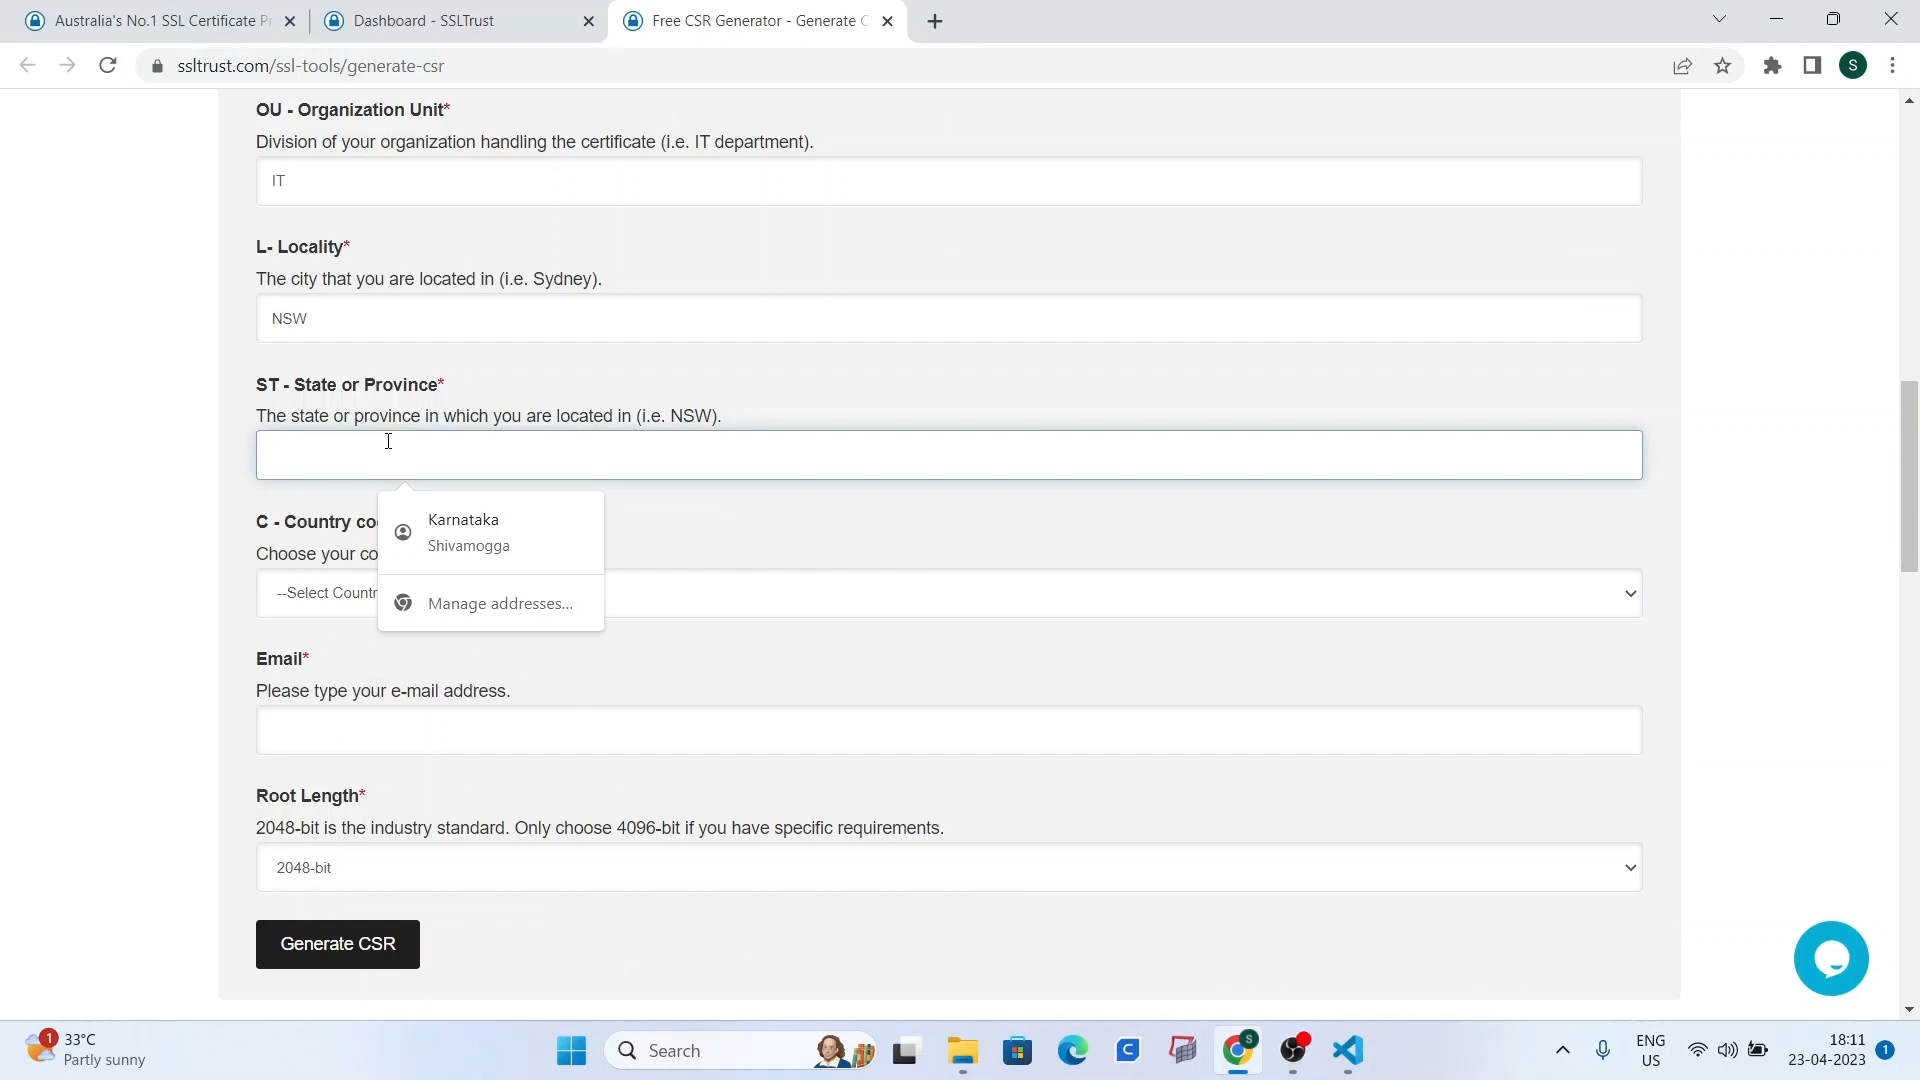 Australia's No.1 SSL Certificate P
Dashboard - SSLTrust
Free CSR Generator - Generate C
S
ssltrust.com/ssl-tools/generate-csr
OU - Organization Unit*
Division of your organization handling the certificate (i.e. IT department).
IT
L- Locality*
The city that you are located in (i.e. Sydney).
NSW
ST - State or Province*
The state or province in which you are located in (i.e. NSW).
Karnataka
Shivamogga
Manage addresses...
C - Country co
Choose your co
--Select Countr
Email*
Please type your e-mail address.
Root Length*
2048-bit is the industry standard. Only choose 4096-bit if you have specific requirements.
2048-bit
Generate CSR
1
33°C
Partly sunny
Search
C
S
ENG
US
18:11
23-04-2023
1